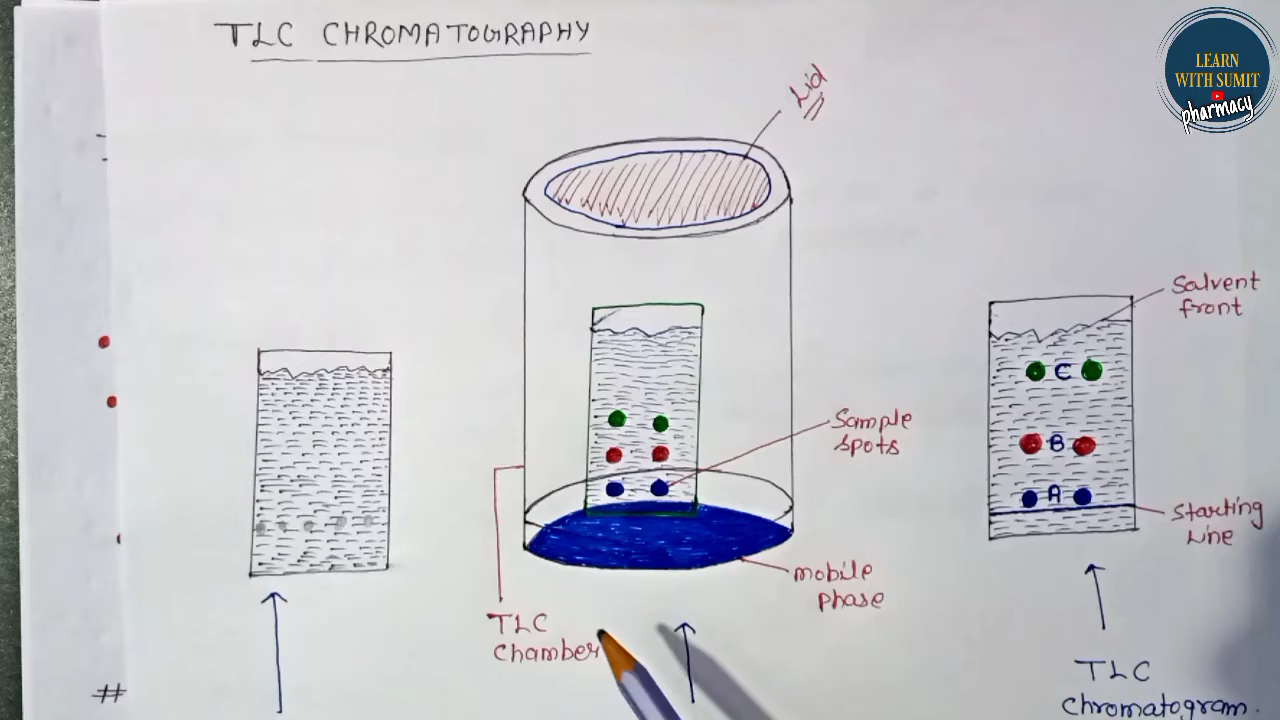 TLC CHROMATOGRAPHY
LEARN
WITH SUMIT
pharmacy
Lid
Solvent
front
C
B
A
Sample
spots
Starting
Line
mobile
phase
TLC
Chamber
#
TLC
Chromatogram.